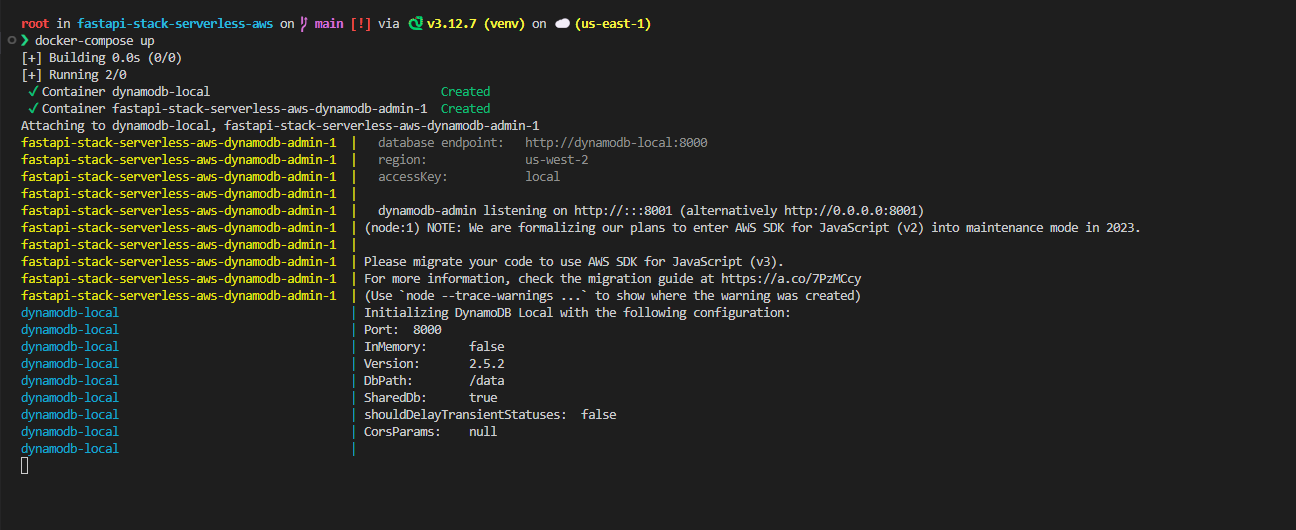 root in fastapi-stack-serverless-aws on main [!] via v3.12.7 (venv) on (us-east-1)
❯ docker-compose up
[+] Building 0.0s (0/0)
[+] Running 2/0
✓ Container dynamodb-local Created
✓ Container fastapi-stack-serverless-aws-dynamodb-admin-1 Created
Attaching to dynamodb-local, fastapi-stack-serverless-aws-dynamodb-admin-1
fastapi-stack-serverless-aws-dynamodb-admin-1 | database endpoint: http://dynamodb-local:8000
fastapi-stack-serverless-aws-dynamodb-admin-1 | region: us-west-2
fastapi-stack-serverless-aws-dynamodb-admin-1 | accessKey: local
fastapi-stack-serverless-aws-dynamodb-admin-1 |
fastapi-stack-serverless-aws-dynamodb-admin-1 | dynamodb-admin listening on http://:::8001 (alternatively http://0.0.0.0:8001)
fastapi-stack-serverless-aws-dynamodb-admin-1 | (node:1) NOTE: We are formalizing our plans to enter AWS SDK for JavaScript (v2) into maintenance mode in 2023.
fastapi-stack-serverless-aws-dynamodb-admin-1 |
fastapi-stack-serverless-aws-dynamodb-admin-1 | Please migrate your code to use AWS SDK for JavaScript (v3).
fastapi-stack-serverless-aws-dynamodb-admin-1 | For more information, check the migration guide at https://a.co/7PzMCcy
fastapi-stack-serverless-aws-dynamodb-admin-1 | (Use `node --trace-warnings ...` to show where the warning was created)
dynamodb-local | Initializing DynamoDB Local with the following configuration:
dynamodb-local | Port: 8000
dynamodb-local | InMemory: false
dynamodb-local | Version: 2.5.2
dynamodb-local | DbPath: /data
dynamodb-local | SharedDb: true
dynamodb-local | shouldDelayTransientStatuses: false
dynamodb-local | CorsParams: null
dynamodb-local |